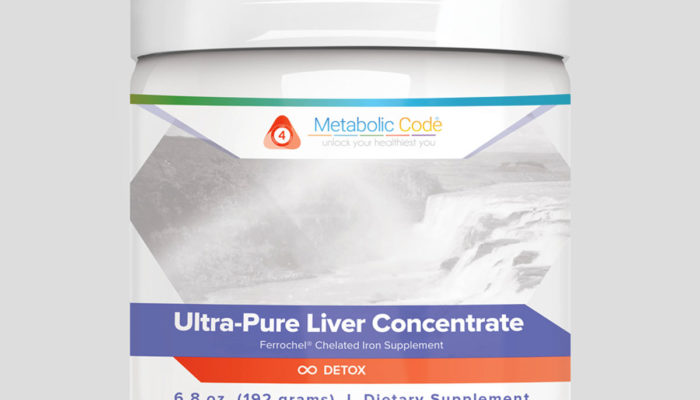 4
Metabolic Code®
unlock your healthiest you
Ultra-Pure Liver Concentrate
Ferrochel® Chelated Iron Supplement
∞ DETOX
6.8 oz. (192 grams) | Dietary Supplement